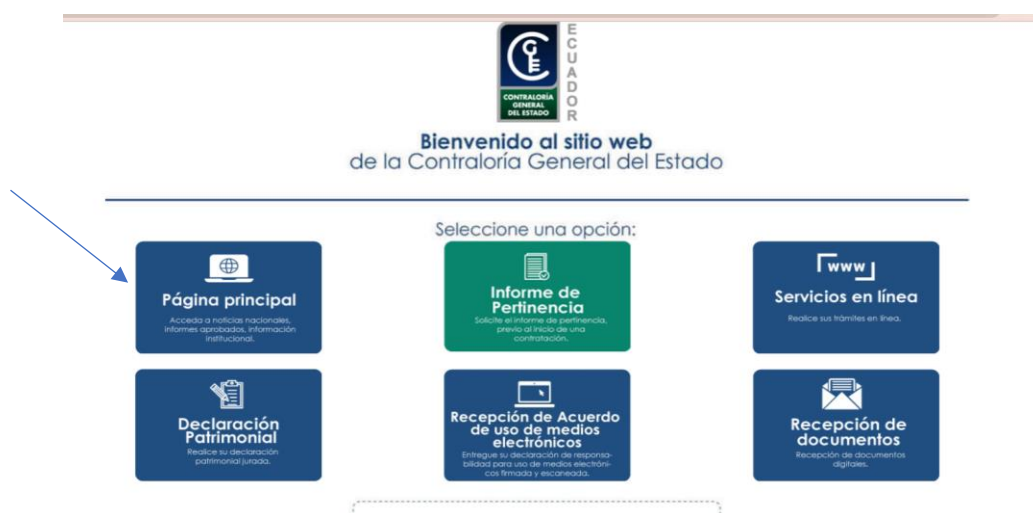 CGE
ECUADOR
CONTRALORÍA
GENERAL
DEL ESTADO
Bienvenido al sitio web
de la Contraloría General del Estado
Seleccione una opción:
Página principal
Acceda a noticias nacionales,
informes aprobados, información
institucional.
Informe de
Pertinencia
Solicite el informe de pertinencia,
previo al inicio de una
contratación.
www
Servicios en línea
Realice sus trámites en línea.
Declaración
Patrimonial
Realice su declaración
patrimonial jurada.
Recepción de Acuerdo
de uso de medios
electrónicos
Entregue su declaración de responsa-
bilidad para uso de medios electróni-
cos firmada y escaneada.
Recepción de
documentos
Recepción de documentos
digitales.